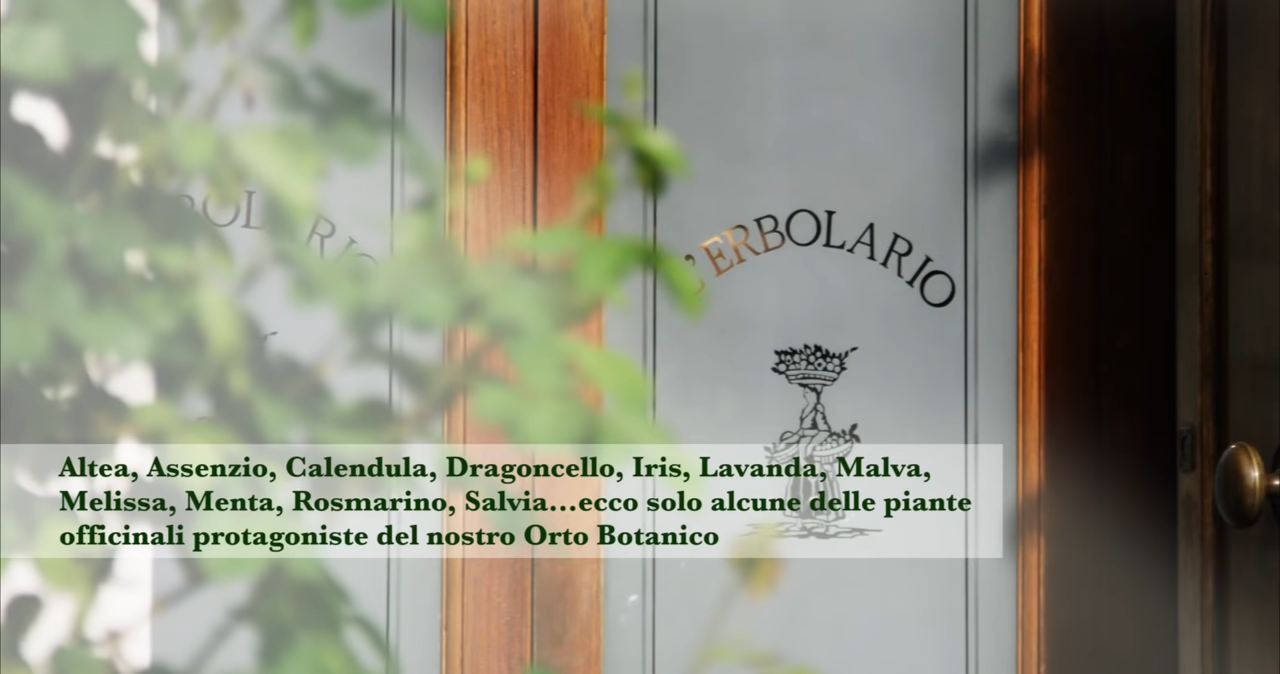 L'ERBOLARIO
Altea, Assenzio, Calendula, Dragoncello, Iris, Lavanda, Malva,
Melissa, Menta, Rosmarino, Salvia...ecco solo alcune delle piante
officinali protagoniste del nostro Orto Botanico